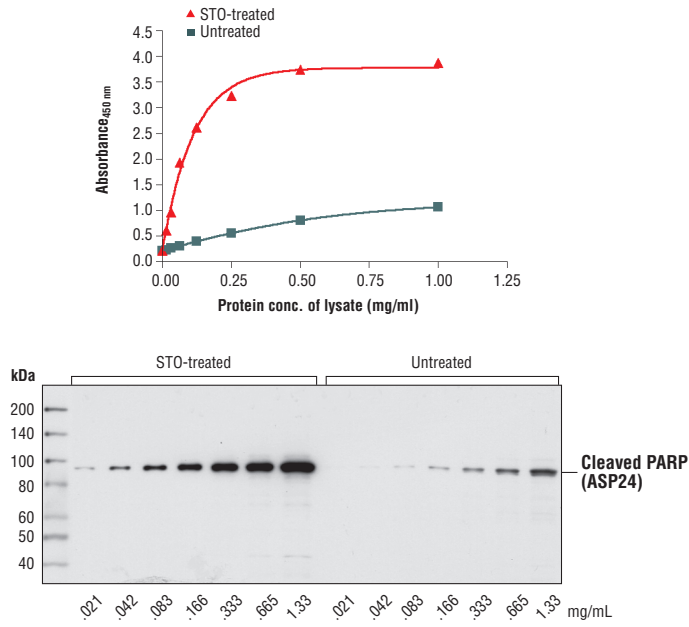 STO-treated
Untreated
4.5
4.0
3.5
3.0
2.5
2.0
1.5
1.0
0.5
0.0
Absorbance450 nm
0.00 0.25 0.50 0.75 1.00 1.25
Protein conc. of lysate (mg/ml)
STO-treated Untreated
kDa
200
140
100
80
60
50
40
Cleaved PARP
(ASP24)
.021 .042 .083 .166 .333 .665 1.33 .021 .042 .083 .166 .333 .665 1.33 mg/mL